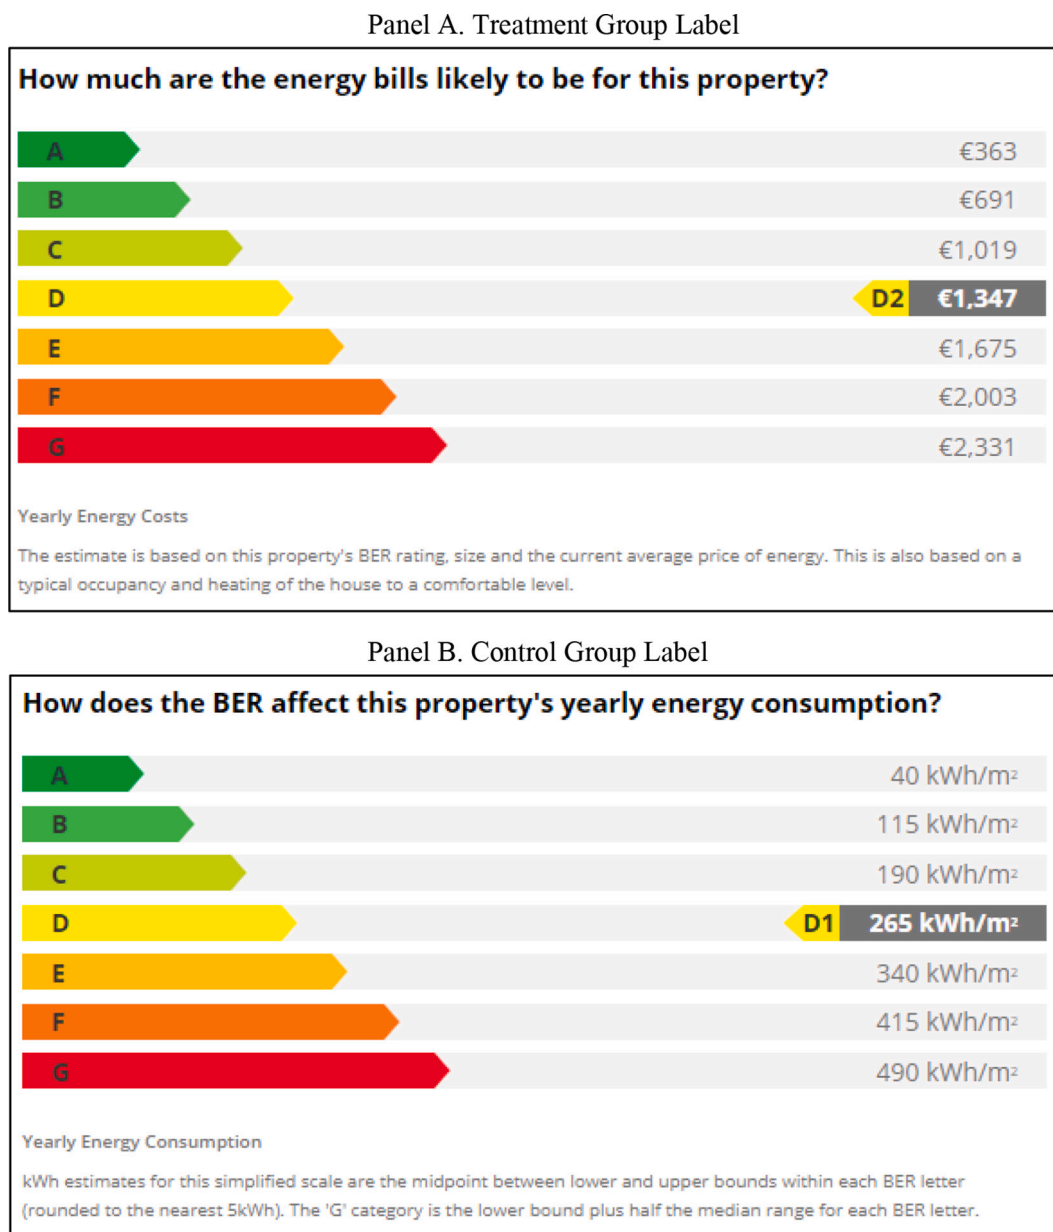 Panel A. Treatment Group Label
How much are the energy bills likely to be for this property?
A €363
B €691
C €1,019
D D2 €1,347
E €1,675
F €2,003
G €2,331
Yearly Energy Costs
The estimate is based on this property's BER rating, size and the current average price of energy. This is also based on a
typical occupancy and heating of the house to a comfortable level.
Panel B. Control Group Label
How does the BER affect this property's yearly energy consumption?
A 40 kWh/m²
B 115 kWh/m²
C 190 kWh/m²
D D1 265 kWh/m²
E 340 kWh/m²
F 415 kWh/m²
G 490 kWh/m²
Yearly Energy Consumption
kWh estimates for this simplified scale are the midpoint between lower and upper bounds within each BER letter
(rounded to the nearest 5kWh). The 'G' category is the lower bound plus half the median range for each BER letter.